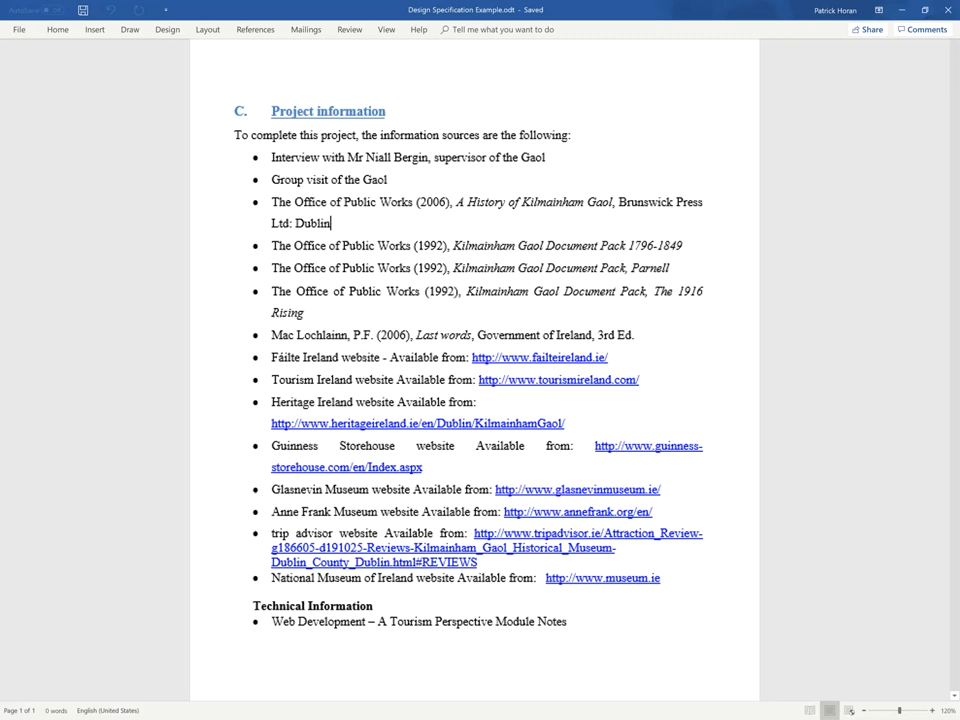 AutoSave Off
Design Specification Example.odt - Saved
Patrick Horan
File Home Insert Draw Design Layout References Mailings Review View Help Tell me what you want to do Share Comments
C. Project information
To complete this project, the information sources are the following:
• Interview with Mr Niall Bergin, supervisor of the Gaol
• Group visit of the Gaol
• The Office of Public Works (2006), A History of Kilmainham Gaol, Brunswick Press
Ltd: Dublin
• The Office of Public Works (1992), Kilmainham Gaol Document Pack 1796-1849
• The Office of Public Works (1992), Kilmainham Gaol Document Pack, Parnell
• The Office of Public Works (1992), Kilmainham Gaol Document Pack, The 1916
Rising
• Mac Lochlainn, P.F. (2006), Last words, Government of Ireland, 3rd Ed.
• Fáilte Ireland website - Available from: http://www.failteireland.ie/
• Tourism Ireland website Available from: http://www.tourismireland.com/
• Heritage Ireland website Available from:
http://www.heritageireland.ie/en/Dublin/KilmainhamGaol/
• Guinness Storehouse website Available from: http://www.guinness-
storehouse.com/en/Index.aspx
• Glasnevin Museum website Available from: http://www.glasnevinmuseum.ie/
• Anne Frank Museum website Available from: http://www.annefrank.org/en/
• trip advisor website Available from: http://www.tripadvisor.ie/Attraction_Review-
g186605-d191025-Reviews-Kilmainham_Gaol_Historical_Museum-
Dublin_County_Dublin.html#REVIEWS
• National Museum of Ireland website Available from: http://www.museum.ie
Technical Information
• Web Development – A Tourism Perspective Module Notes
Page 1 of 1 0 words English (United States) 120%